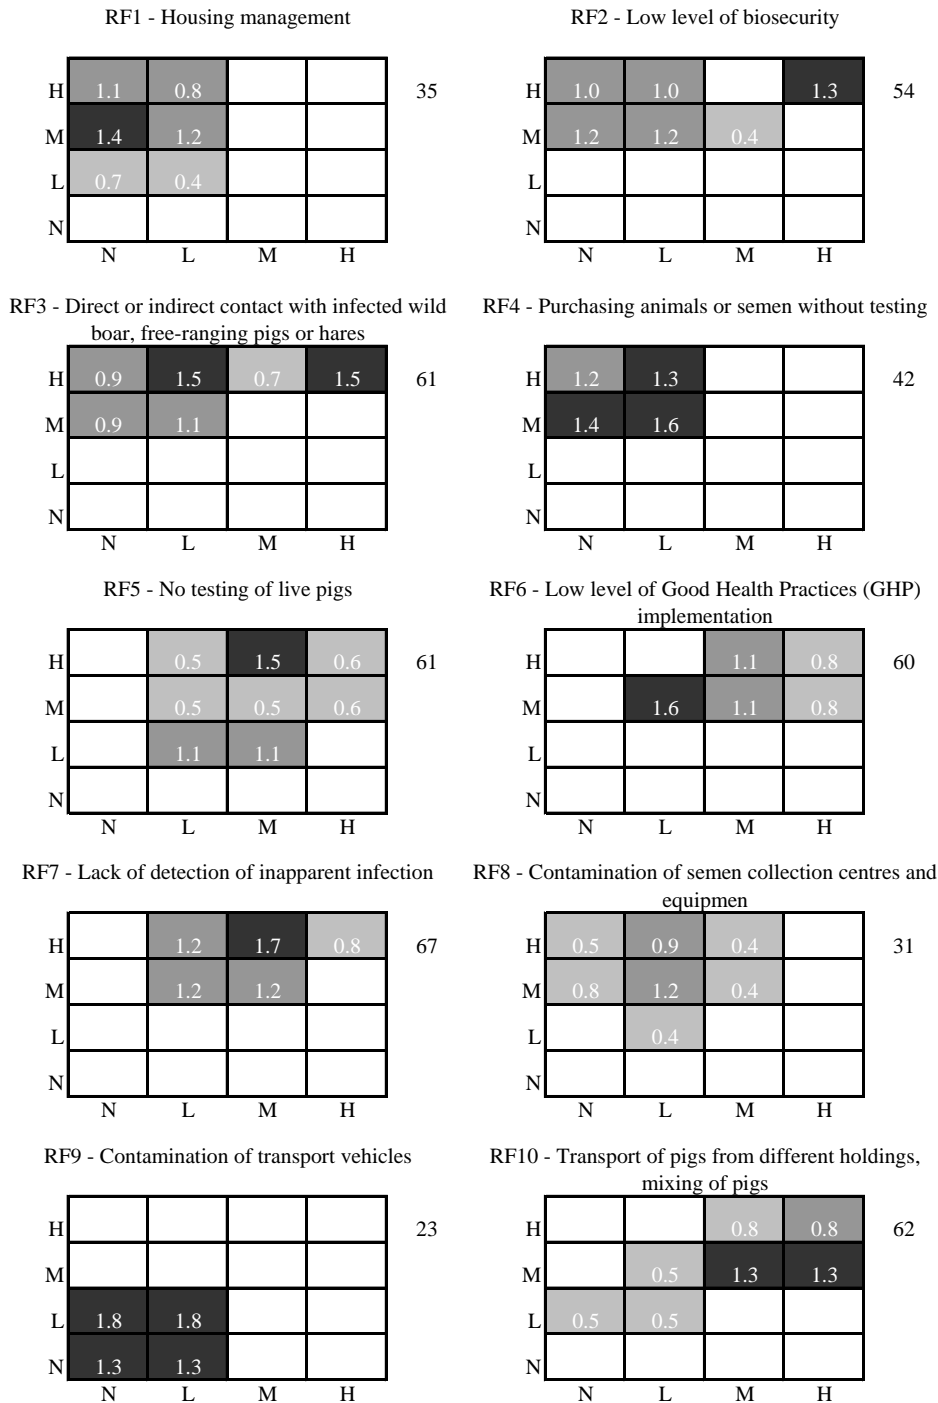 RF1 - Housing management
H 1.1 0.8 35
M 1.4 1.2
L 0.7 0.4
N
N L M H
RF2 - Low level of biosecurity
H 1.0 1.0 1.3 54
M 1.2 1.2 0.4
L
N
N L M H
RF3 - Direct or indirect contact with infected wild
boar, free-ranging pigs or hares
H 0.9 1.5 0.7 1.5 61
M 0.9 1.1
L
N
N L M H
RF4 - Purchasing animals or semen without testing
H 1.2 1.3 42
M 1.4 1.6
L
N
N L M H
RF5 - No testing of live pigs
H 0.5 1.5 0.6 61
M 0.5 0.5 0.6
L 1.1 1.1
N
N L M H
RF6 - Low level of Good Health Practices (GHP)
implementation
H 1.1 0.8 60
M 1.6 1.1 0.8
L
N
N L M H
RF7 - Lack of detection of inapparent infection
H 1.2 1.7 0.8 67
M 1.2 1.2
L
N
N L M H
RF8 - Contamination of semen collection centres and
equipmen
H 0.5 0.9 0.4 31
M 0.8 1.2 0.4
L 0.4
N
N L M H
RF9 - Contamination of transport vehicles
H 23
M
L 1.8 1.8
N 1.3 1.3
N L M H
RF10 - Transport of pigs from different holdings,
mixing of pigs
H 0.8 0.8 62
M 0.5 1.3 1.3
L 0.5 0.5
N
N L M H